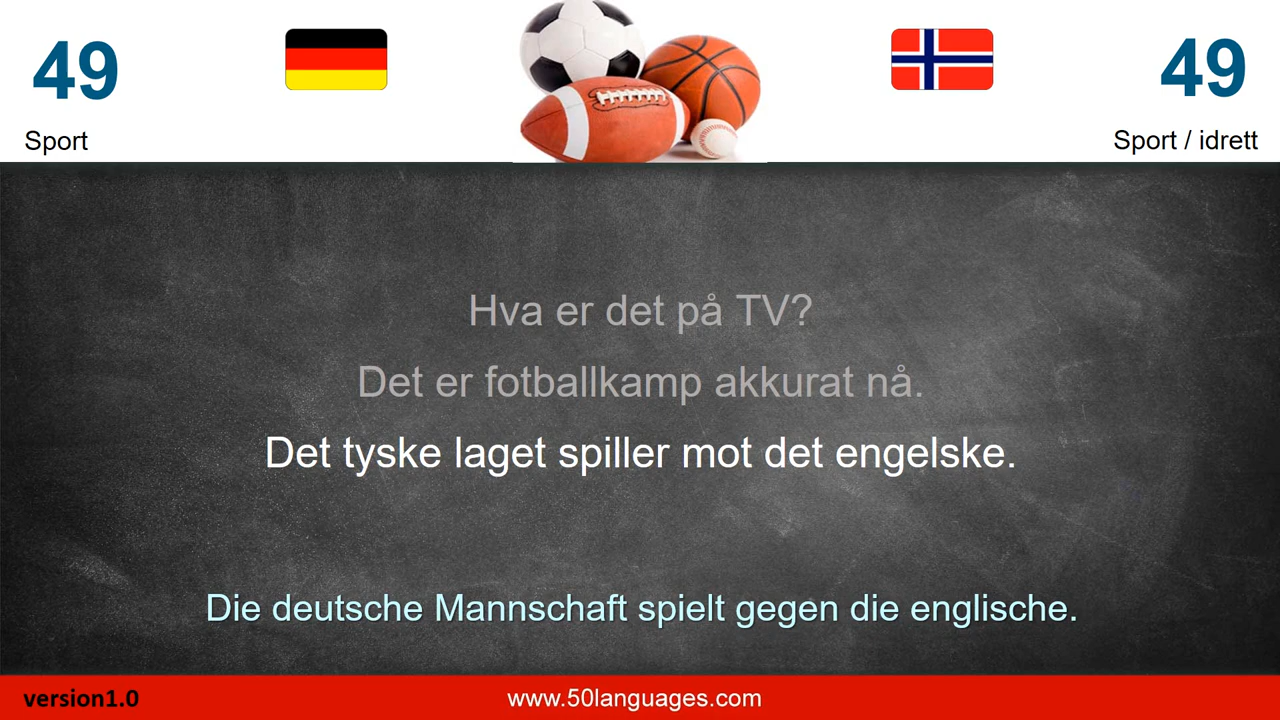 49
49
Sport
Sport / idrett
Hva er det på TV?
Det er fotballkamp akkurat nå.
Det tyske laget spiller mot det engelske.
Die deutsche Mannschaft spielt gegen die englische.
version1.0
www.50languages.com